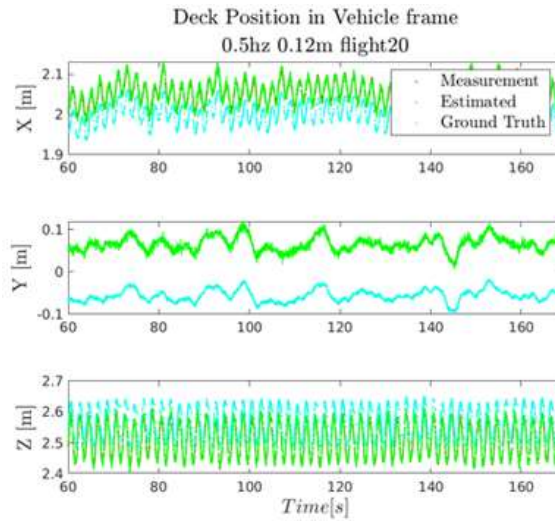 Deck Position in Vehicle frame
0.5hz 0.12m flight20
X [m]
2.1
2
1.9
Measurement
Estimated
Ground Truth
60 80 100 120 140 160
Y [m]
0.1
0
-0.1
60 80 100 120 140 160
Z [m]
2.7
2.6
2.5
2.4
60 80 100 120 140 160
Time[s]